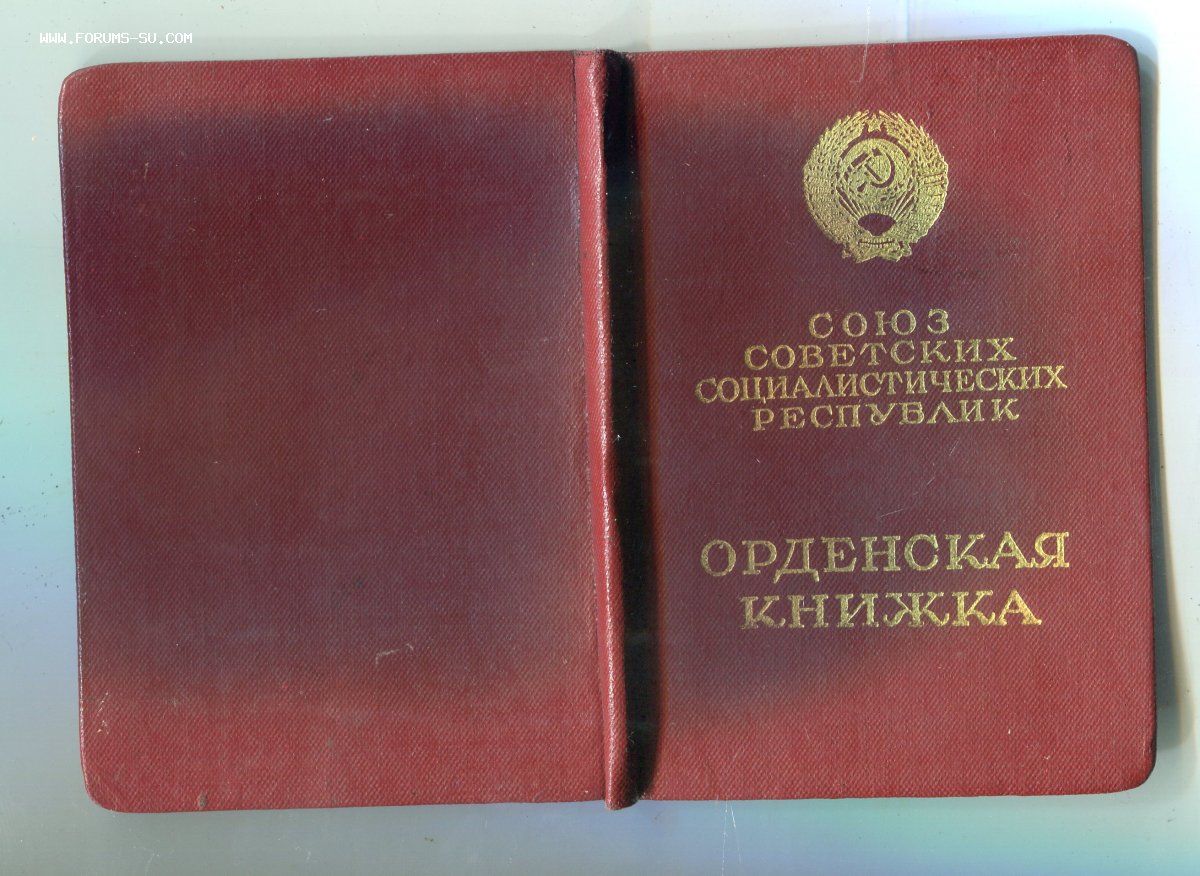 WWW.FORUMS-SU.COM
СОЮЗ
СОВЕТСКИХ
СОЦИАЛИСТИЧЕСКИХ
РЕСПУБЛИК
ОРДЕНСКАЯ
КНИЖКА